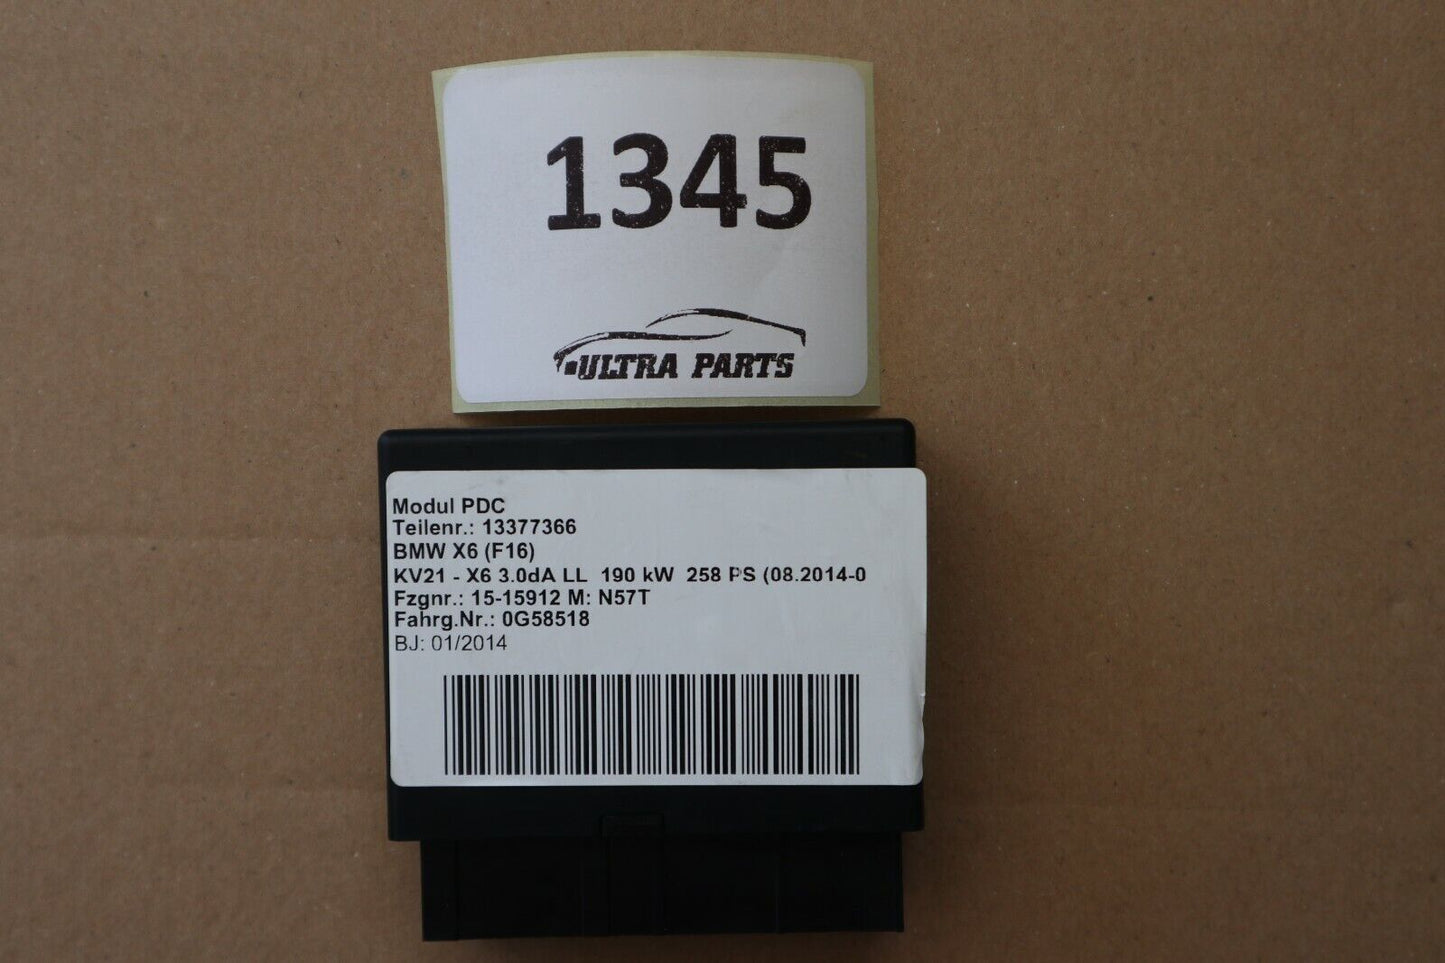 1345
ULTRA PARTS
Modul PDC
Teilenr.: 13377366
BMW X6 (F16)
KV21 - X6 3.0dA LL 190 kW 258 PS (08.2014-0
Fzgnr.: 15-15912 M: N57T
Fahrg.Nr.: 0G58518
BJ: 01/2014